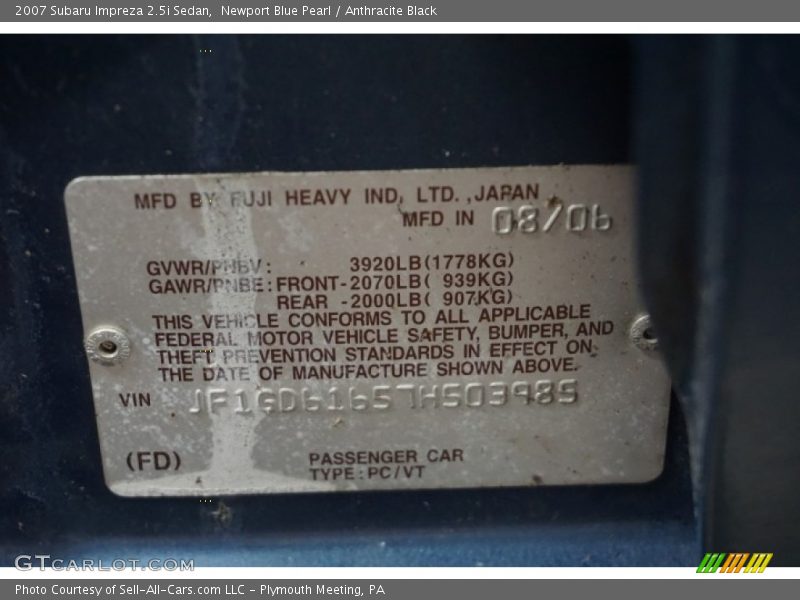 2007 Subaru Impreza 2.5i Sedan,  Newport Blue Pearl / Anthracite Black
MFD BY FUJI HEAVY IND, LTD.,JAPAN
MFD IN 08/06
GVWR/PNBV: 3920LB(1778KG)
GAWR/PNBE:FRONT-2070LB( 939KG)
REAR -2000LB( 907KG)
THIS VEHICLE CONFORMS TO ALL APPLICABLE
FEDERAL MOTOR VEHICLE SAFETY, BUMPER, AND
THEFT PREVENTION STANDARDS IN EFFECT ON
THE DATE OF MANUFACTURE SHOWN ABOVE.
VIN JF1GD61657H503985
(FD) PASSENGER CAR
TYPE:PC/VT
GTCARLOT.COM
Photo Courtesy of Sell-All-Cars.com LLC - Plymouth Meeting, PA